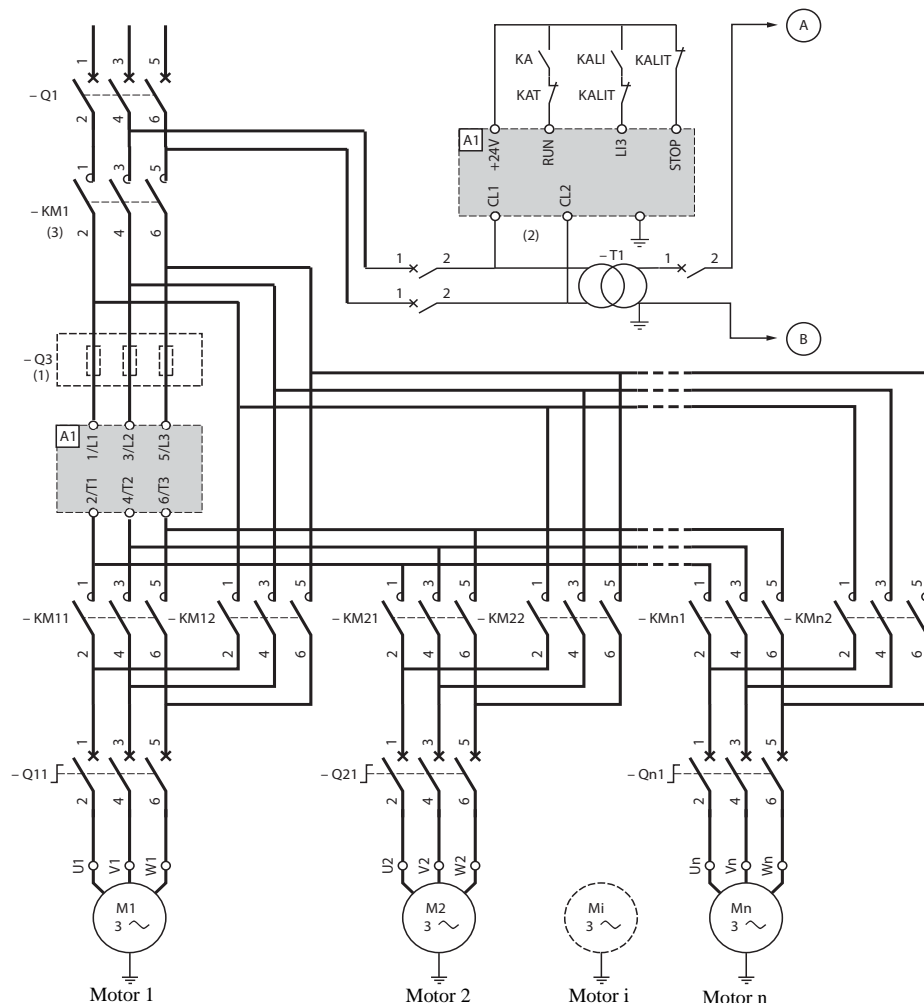 1 3 5
– Q1
2 4 6
1 3 5
– KM1
(3)
2 4 6
A
KA KALI KALIT
KAT KALIT
A1
+24V RUN LI3 STOP
CL1 CL2
(2)
– T1
1 2 1 2
1 2
B
– Q3
(1)
A1
1/L1 3/L2 5/L3
2/T1 4/T2 6/T3
1 3 5 1 3 5 1 3 5 1 3 5 1 3 5 1 3 5
– KM11 – KM12 – KM21 – KM22 – KMn1 – KMn2
2 4 6 2 4 6 2 4 6 2 4 6 2 4 6 2 4 6
1 3 5 1 3 5 1 3 5
– Q11 – Q21 – Qn1
2 4 6 2 4 6 2 4 6
U1 V1 W1 U2 V2 W2 Un Vn Wn
M1 M2 Mi Mn
3 3 3 3
Motor 1 Motor 2 Motor i Motor n